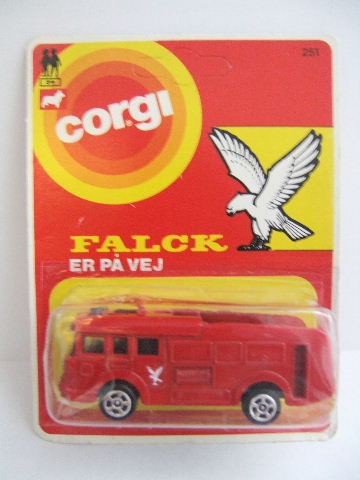 251
corgi®
FALCK
ER PÅ VEJ